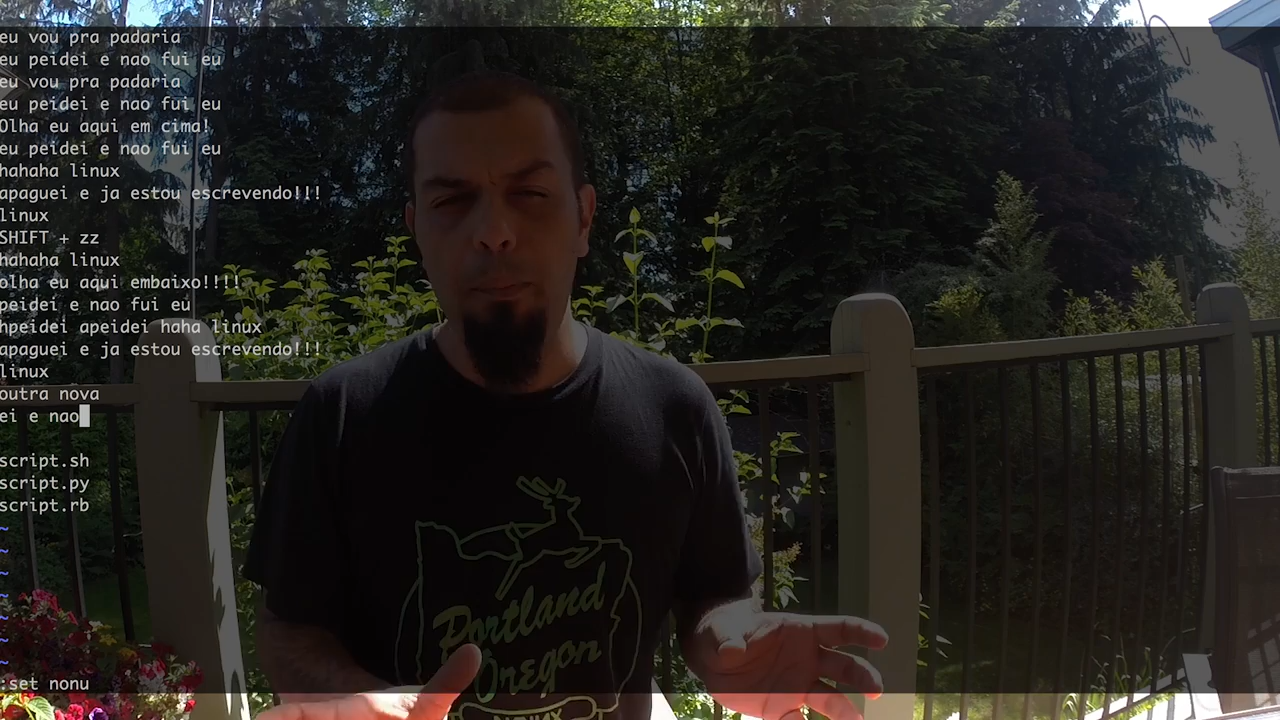 eu vou pra padaria
eu peidei e nao fui eu
eu vou pra padaria
eu peidei e nao fui eu
Olha eu aqui em cima!
eu peidei e nao fui eu
hahaha linux
apaguei e ja estou escrevendo!!!
linux
SHIFT + zz
hahaha linux
olha eu aqui embaixo!!!!
peidei e nao fui eu
hpeidei apeidei haha linux
apaguei e ja estou escrevendo!!!
linux
outra nova
ei e nao
script.sh
script.py
script.rb
~
~
~
~
~
~
~
:set nonu
Portland
Oregon